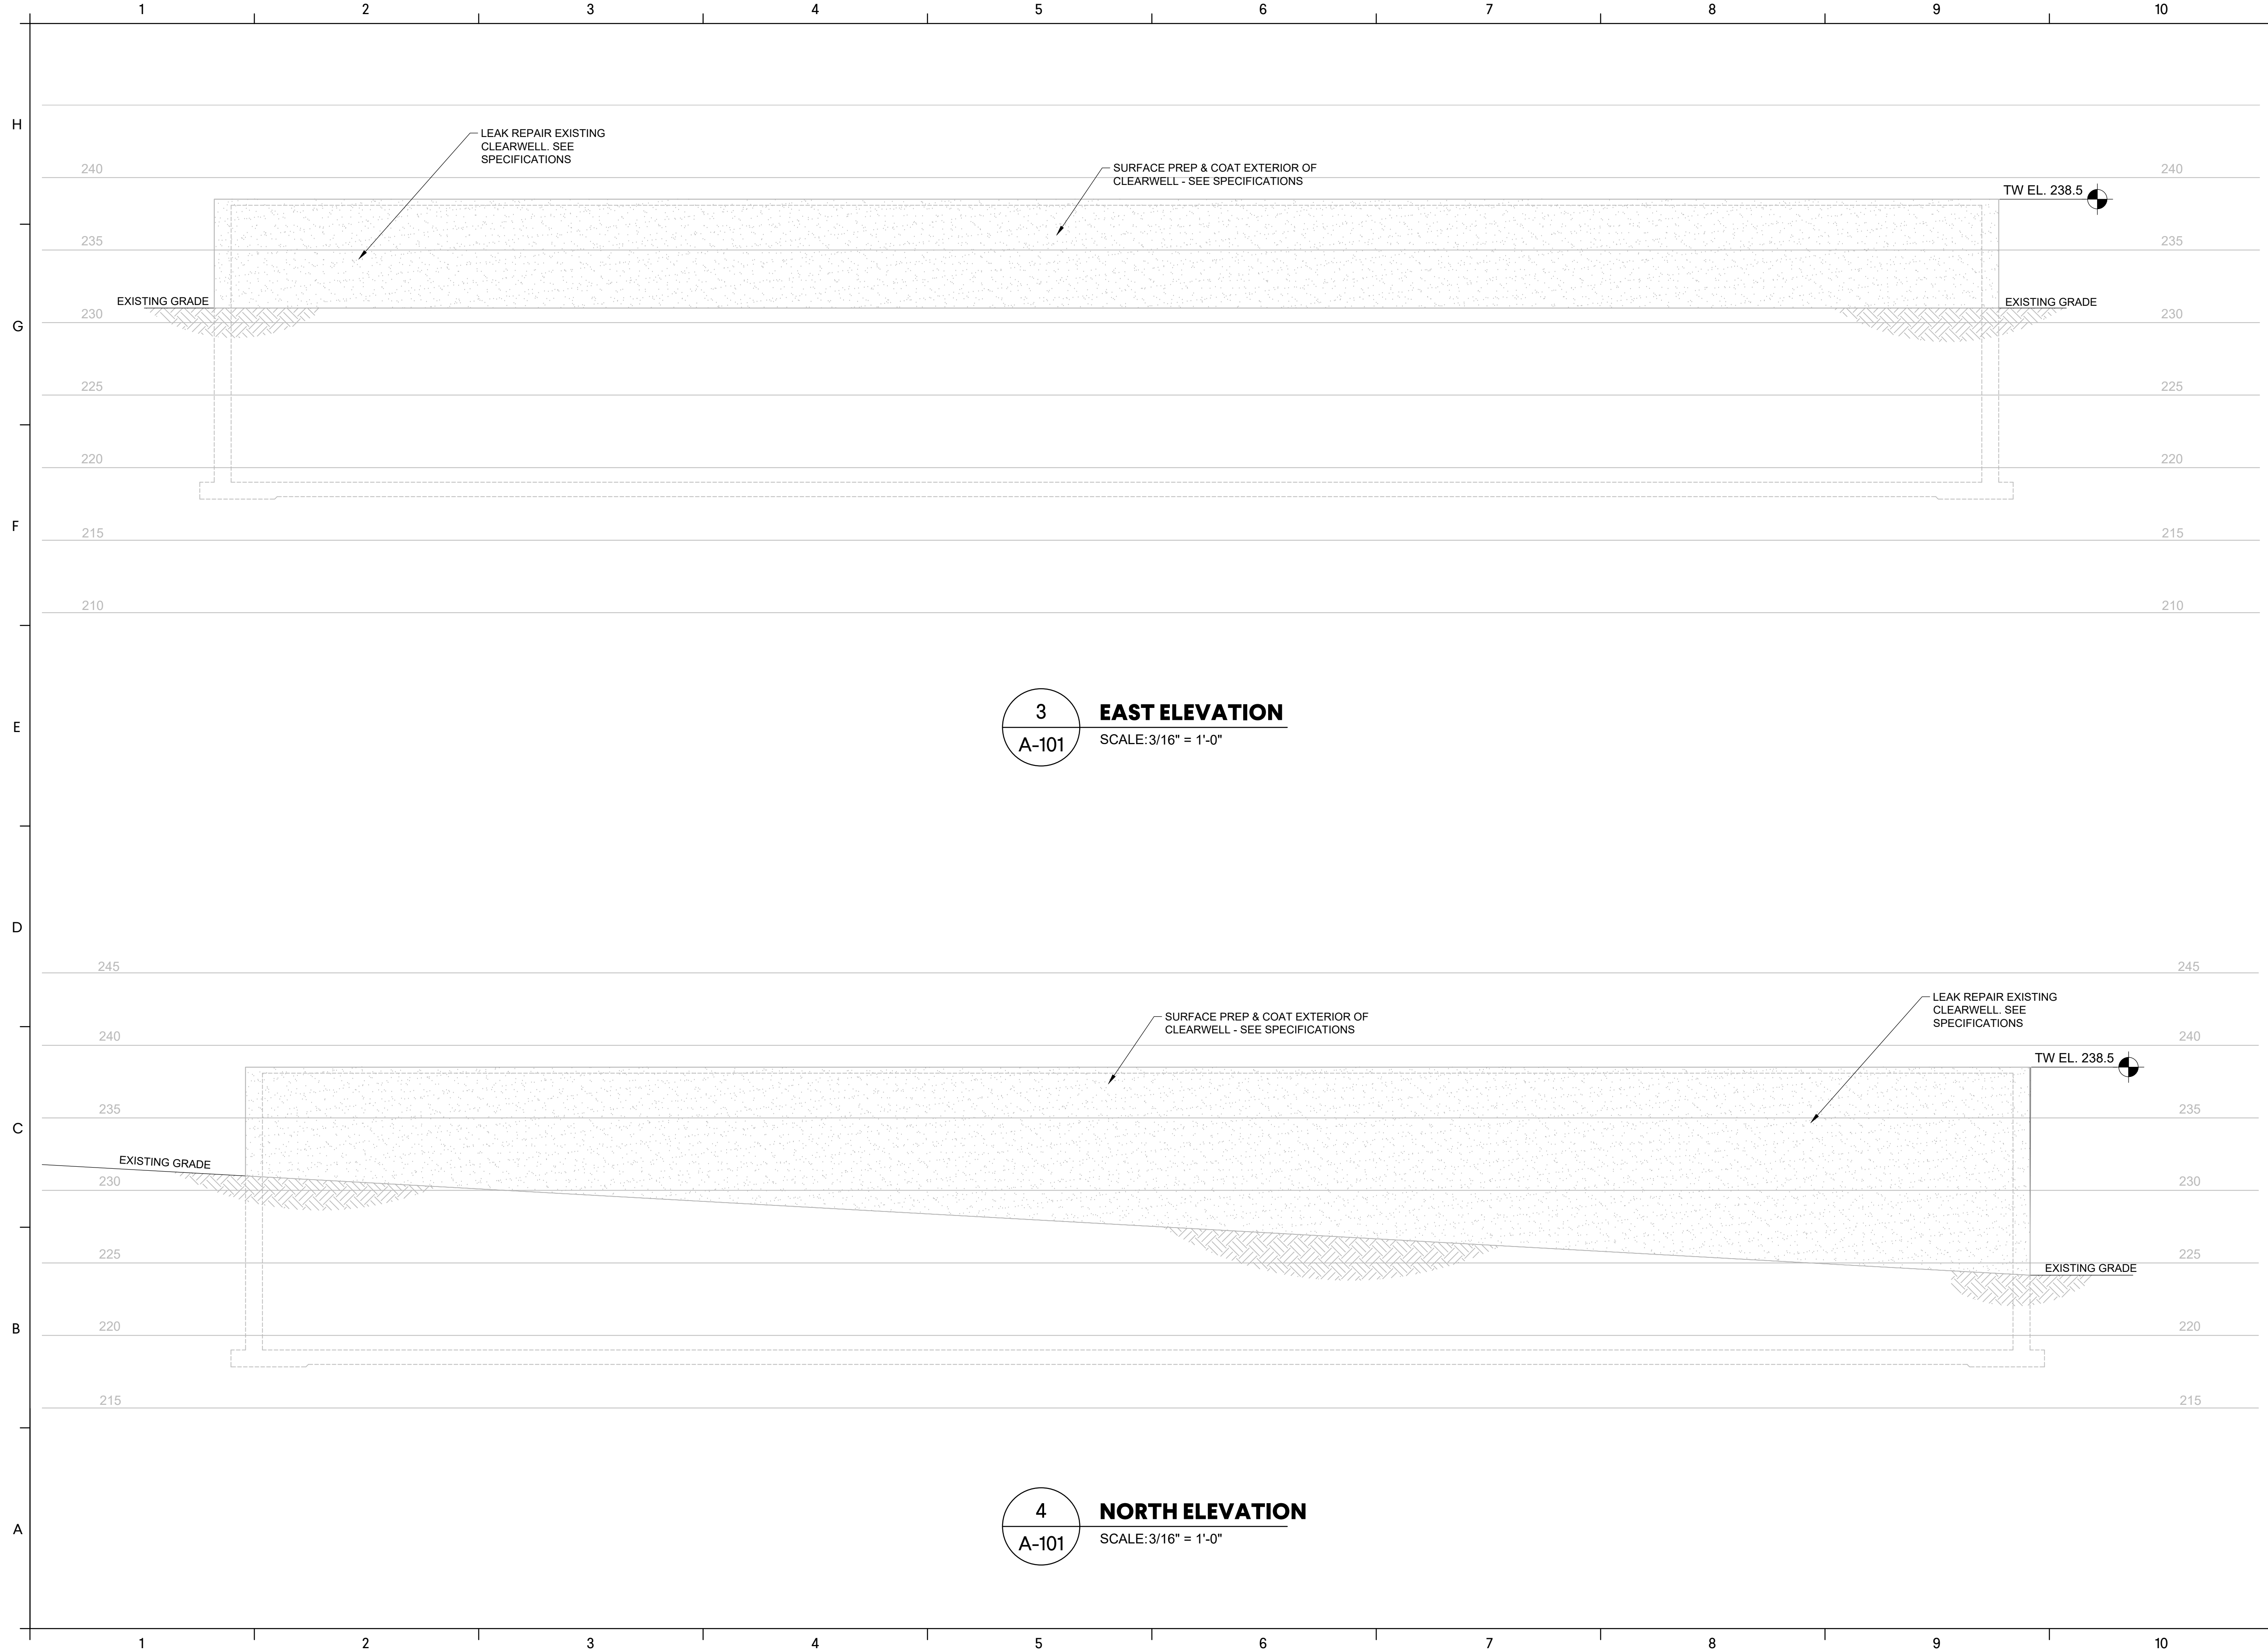 1 2 3 4 5 6 7 8 9 10
H
LEAK REPAIR EXISTING
CLEARWELL. SEE
SPECIFICATIONS
SURFACE PREP & COAT EXTERIOR OF
CLEARWELL - SEE SPECIFICATIONS
240 240
TW EL. 238.5
235 235
EXISTING GRADE EXISTING GRADE
230 230
G
225 225
220 220
F
215 215
210 210
3
A-101
EAST ELEVATION
SCALE:3/16" = 1'-0"
E
D
245 245
LEAK REPAIR EXISTING
CLEARWELL. SEE
SPECIFICATIONS
SURFACE PREP & COAT EXTERIOR OF
CLEARWELL - SEE SPECIFICATIONS
240 240
TW EL. 238.5
235 235
C
EXISTING GRADE
230 230
225 225
EXISTING GRADE
220 220
B
215 215
4
A-101
NORTH ELEVATION
SCALE:3/16" = 1'-0"
A
1 2 3 4 5 6 7 8 9 10